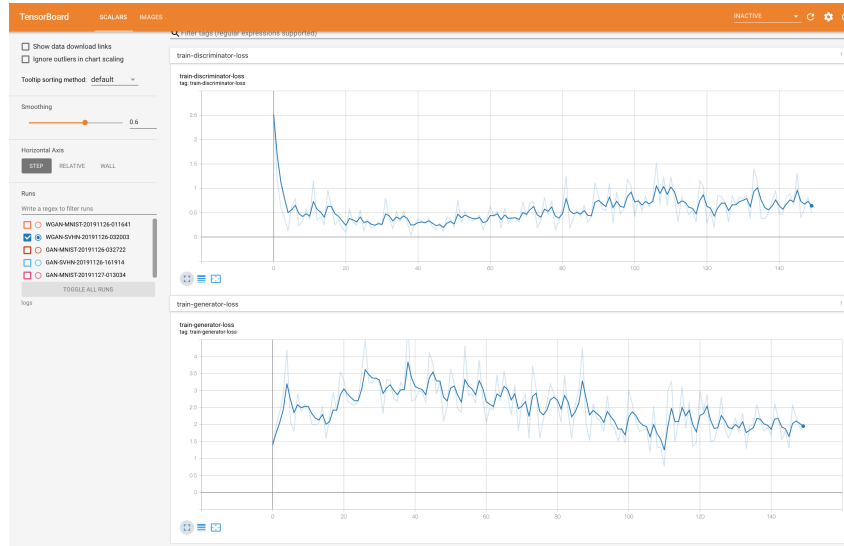 TensorBoard SCALARS IMAGES INACTIVE
Filter tags (regular expressions supported)
Show data download links
Ignore outliers in chart scaling
Tooltip sorting method: default
Smoothing
0.6
Horizontal Axis
STEP RELATIVE WALL
Runs
Write a regex to filter runs
WGAN-MNIST-20191126-011641
WGAN-SVHN-20191126-032003
GAN-MNIST-20191126-032722
GAN-SVHN-20191126-161914
GAN-MNIST-20191127-013034
TOGGLE ALL RUNS
logs
train-discriminator-loss 1
train-discriminator-loss
tag: train-discriminator-loss
2.5
2
1.5
1
0.5
0
0 20 40 60 80 100 120 140
train-generator-loss 1
train-generator-loss
tag: train-generator-loss
4
3.5
3
2.5
2
1.5
1
0.5
0
0 20 40 60 80 100 120 140